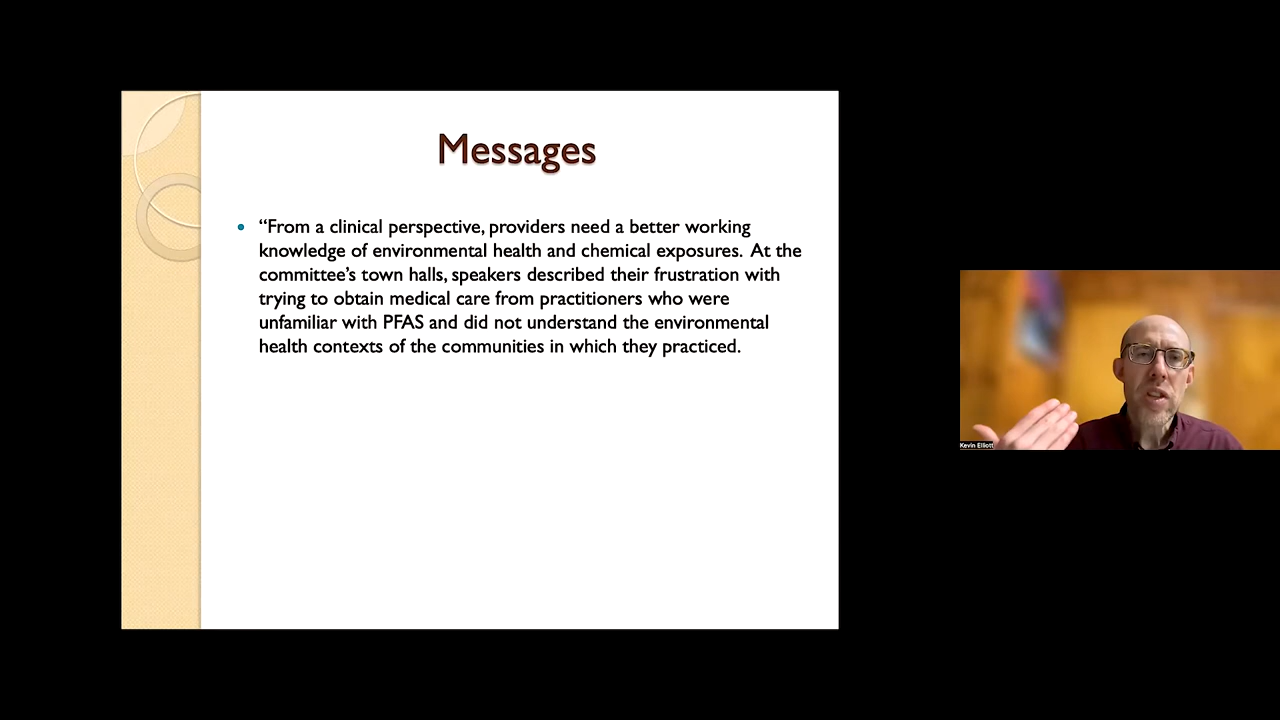 Messages
“From a clinical perspective, providers need a better working
knowledge of environmental health and chemical exposures.  At the
committee’s town halls, speakers described their frustration with
trying to obtain medical care from practitioners who were
unfamiliar with PFAS and did not understand the environmental
health contexts of the communities in which they practiced.
Kevin Elliott